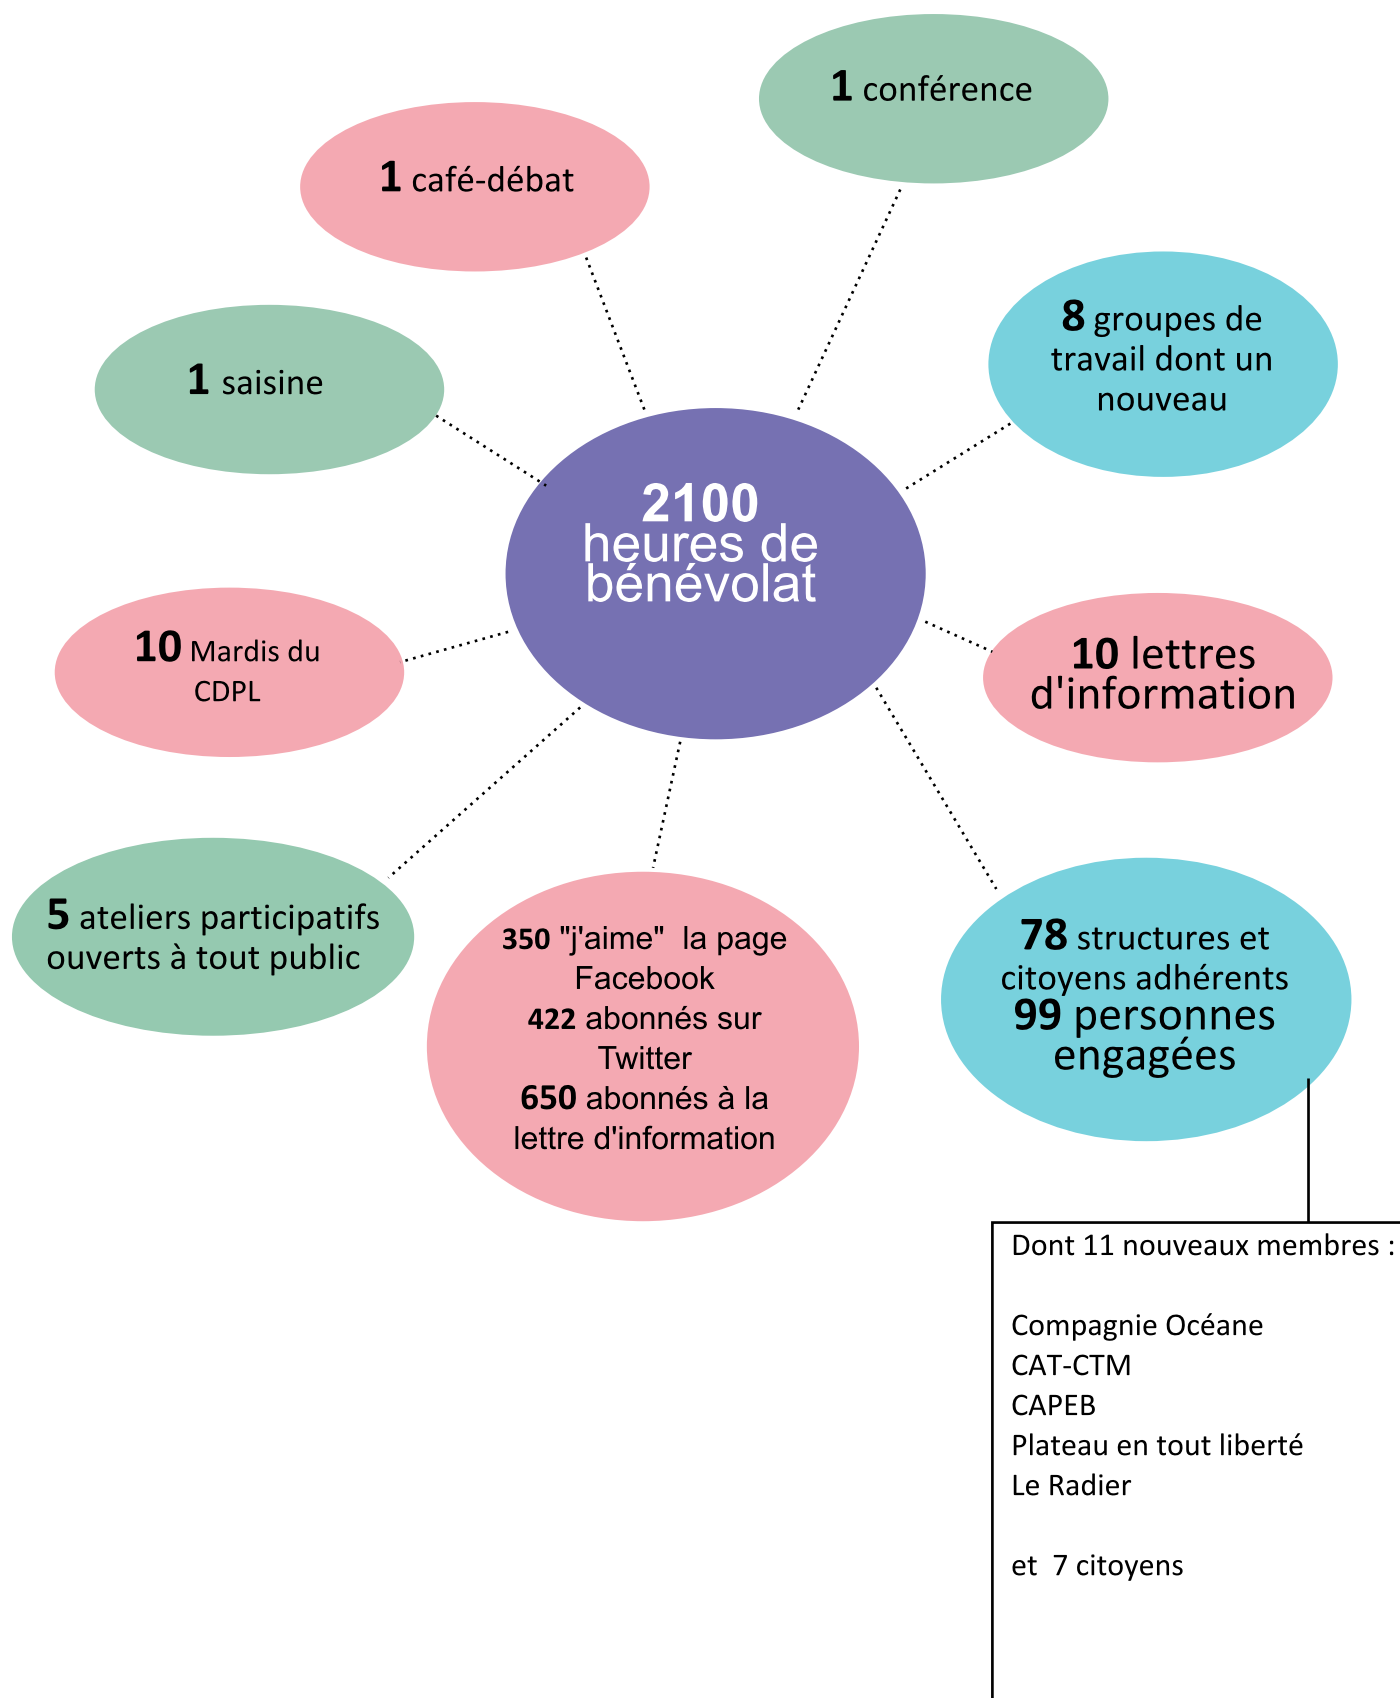 1 conférence
1 café-débat
8 groupes de
travail dont un
nouveau
1 saisine
2100
heures de
bénévolat
10 Mardis du
CDPL
10 lettres
d'information
5 ateliers participatifs
ouverts à tout public
350 "j'aime" la page
Facebook
422 abonnés sur
Twitter
650 abonnés à la
lettre d'information
78 structures et
citoyens adhérents
99 personnes
engagées
Dont 11 nouveaux membres :
Compagnie Océane
CAT-CTM
CAPEB
Plateau en tout liberté
Le Radier
et 7 citoyens